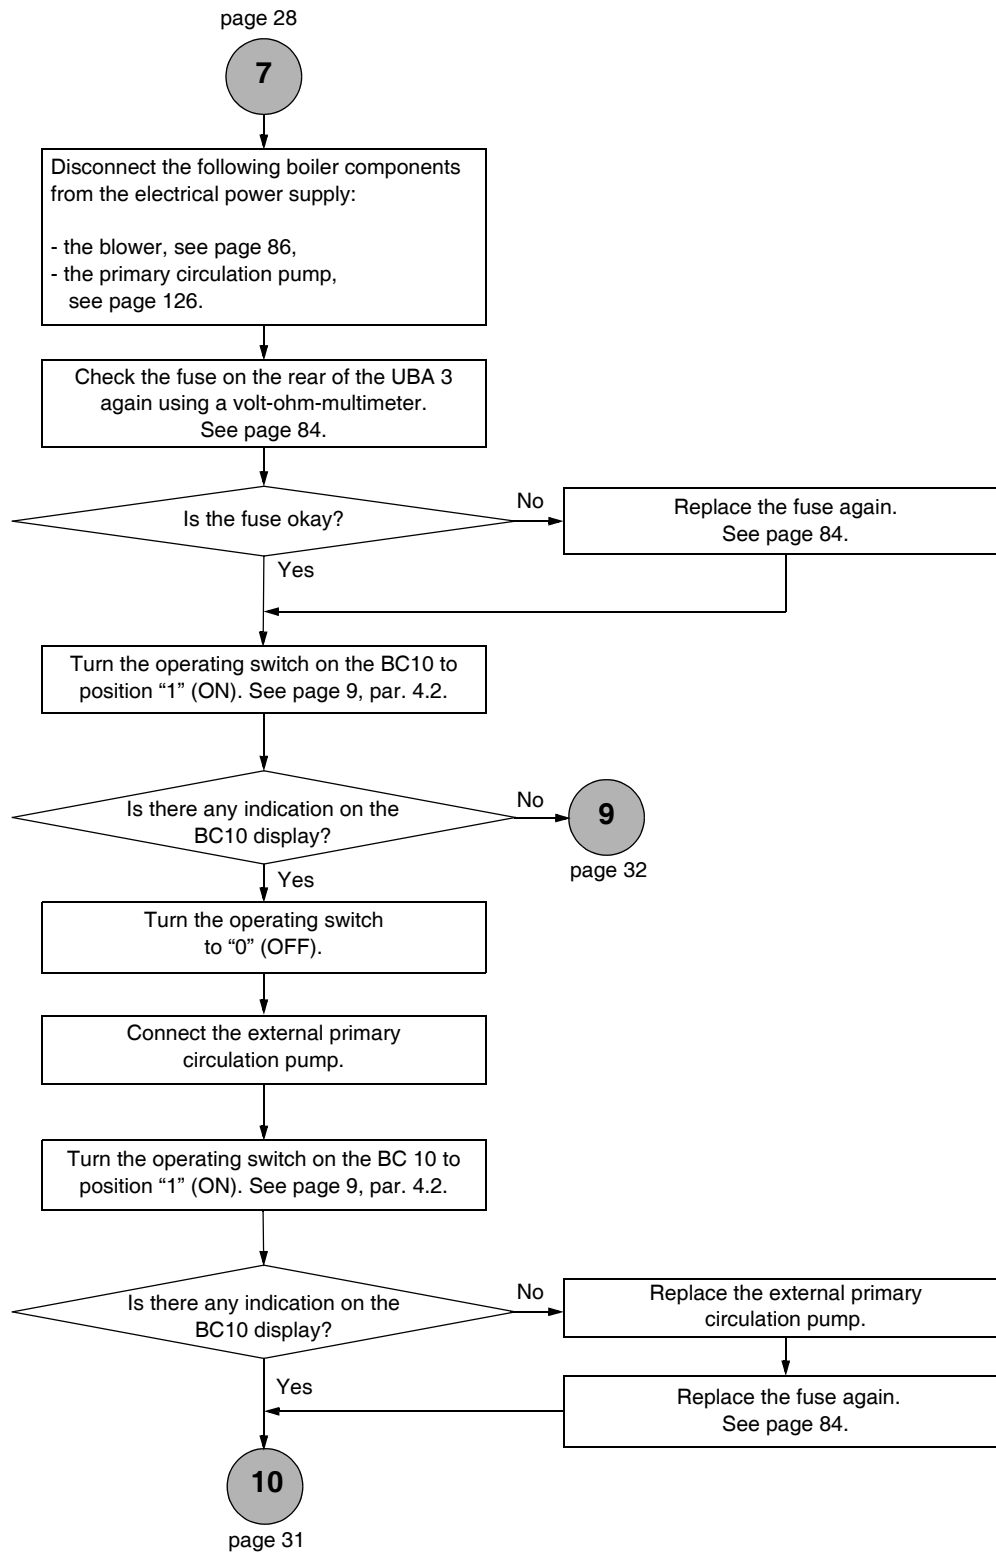 page 28
7
Disconnect the following boiler components
from the electrical power supply:
- the blower, see page 86,
- the primary circulation pump,
see page 126.
Check the fuse on the rear of the UBA 3
again using a volt-ohm-multimeter.
See page 84.
Is the fuse okay?
No
Replace the fuse again.
See page 84.
Yes
Turn the operating switch on the BC10 to
position “1” (ON). See page 9, par. 4.2.
Is there any indication on the
BC10 display?
No
9
page 32
Yes
Turn the operating switch
to “0” (OFF).
Connect the external primary
circulation pump.
Turn the operating switch on the BC 10 to
position “1” (ON). See page 9, par. 4.2.
Is there any indication on the
BC10 display?
No
Replace the external primary
circulation pump.
Yes
Replace the fuse again.
See page 84.
10
page 31